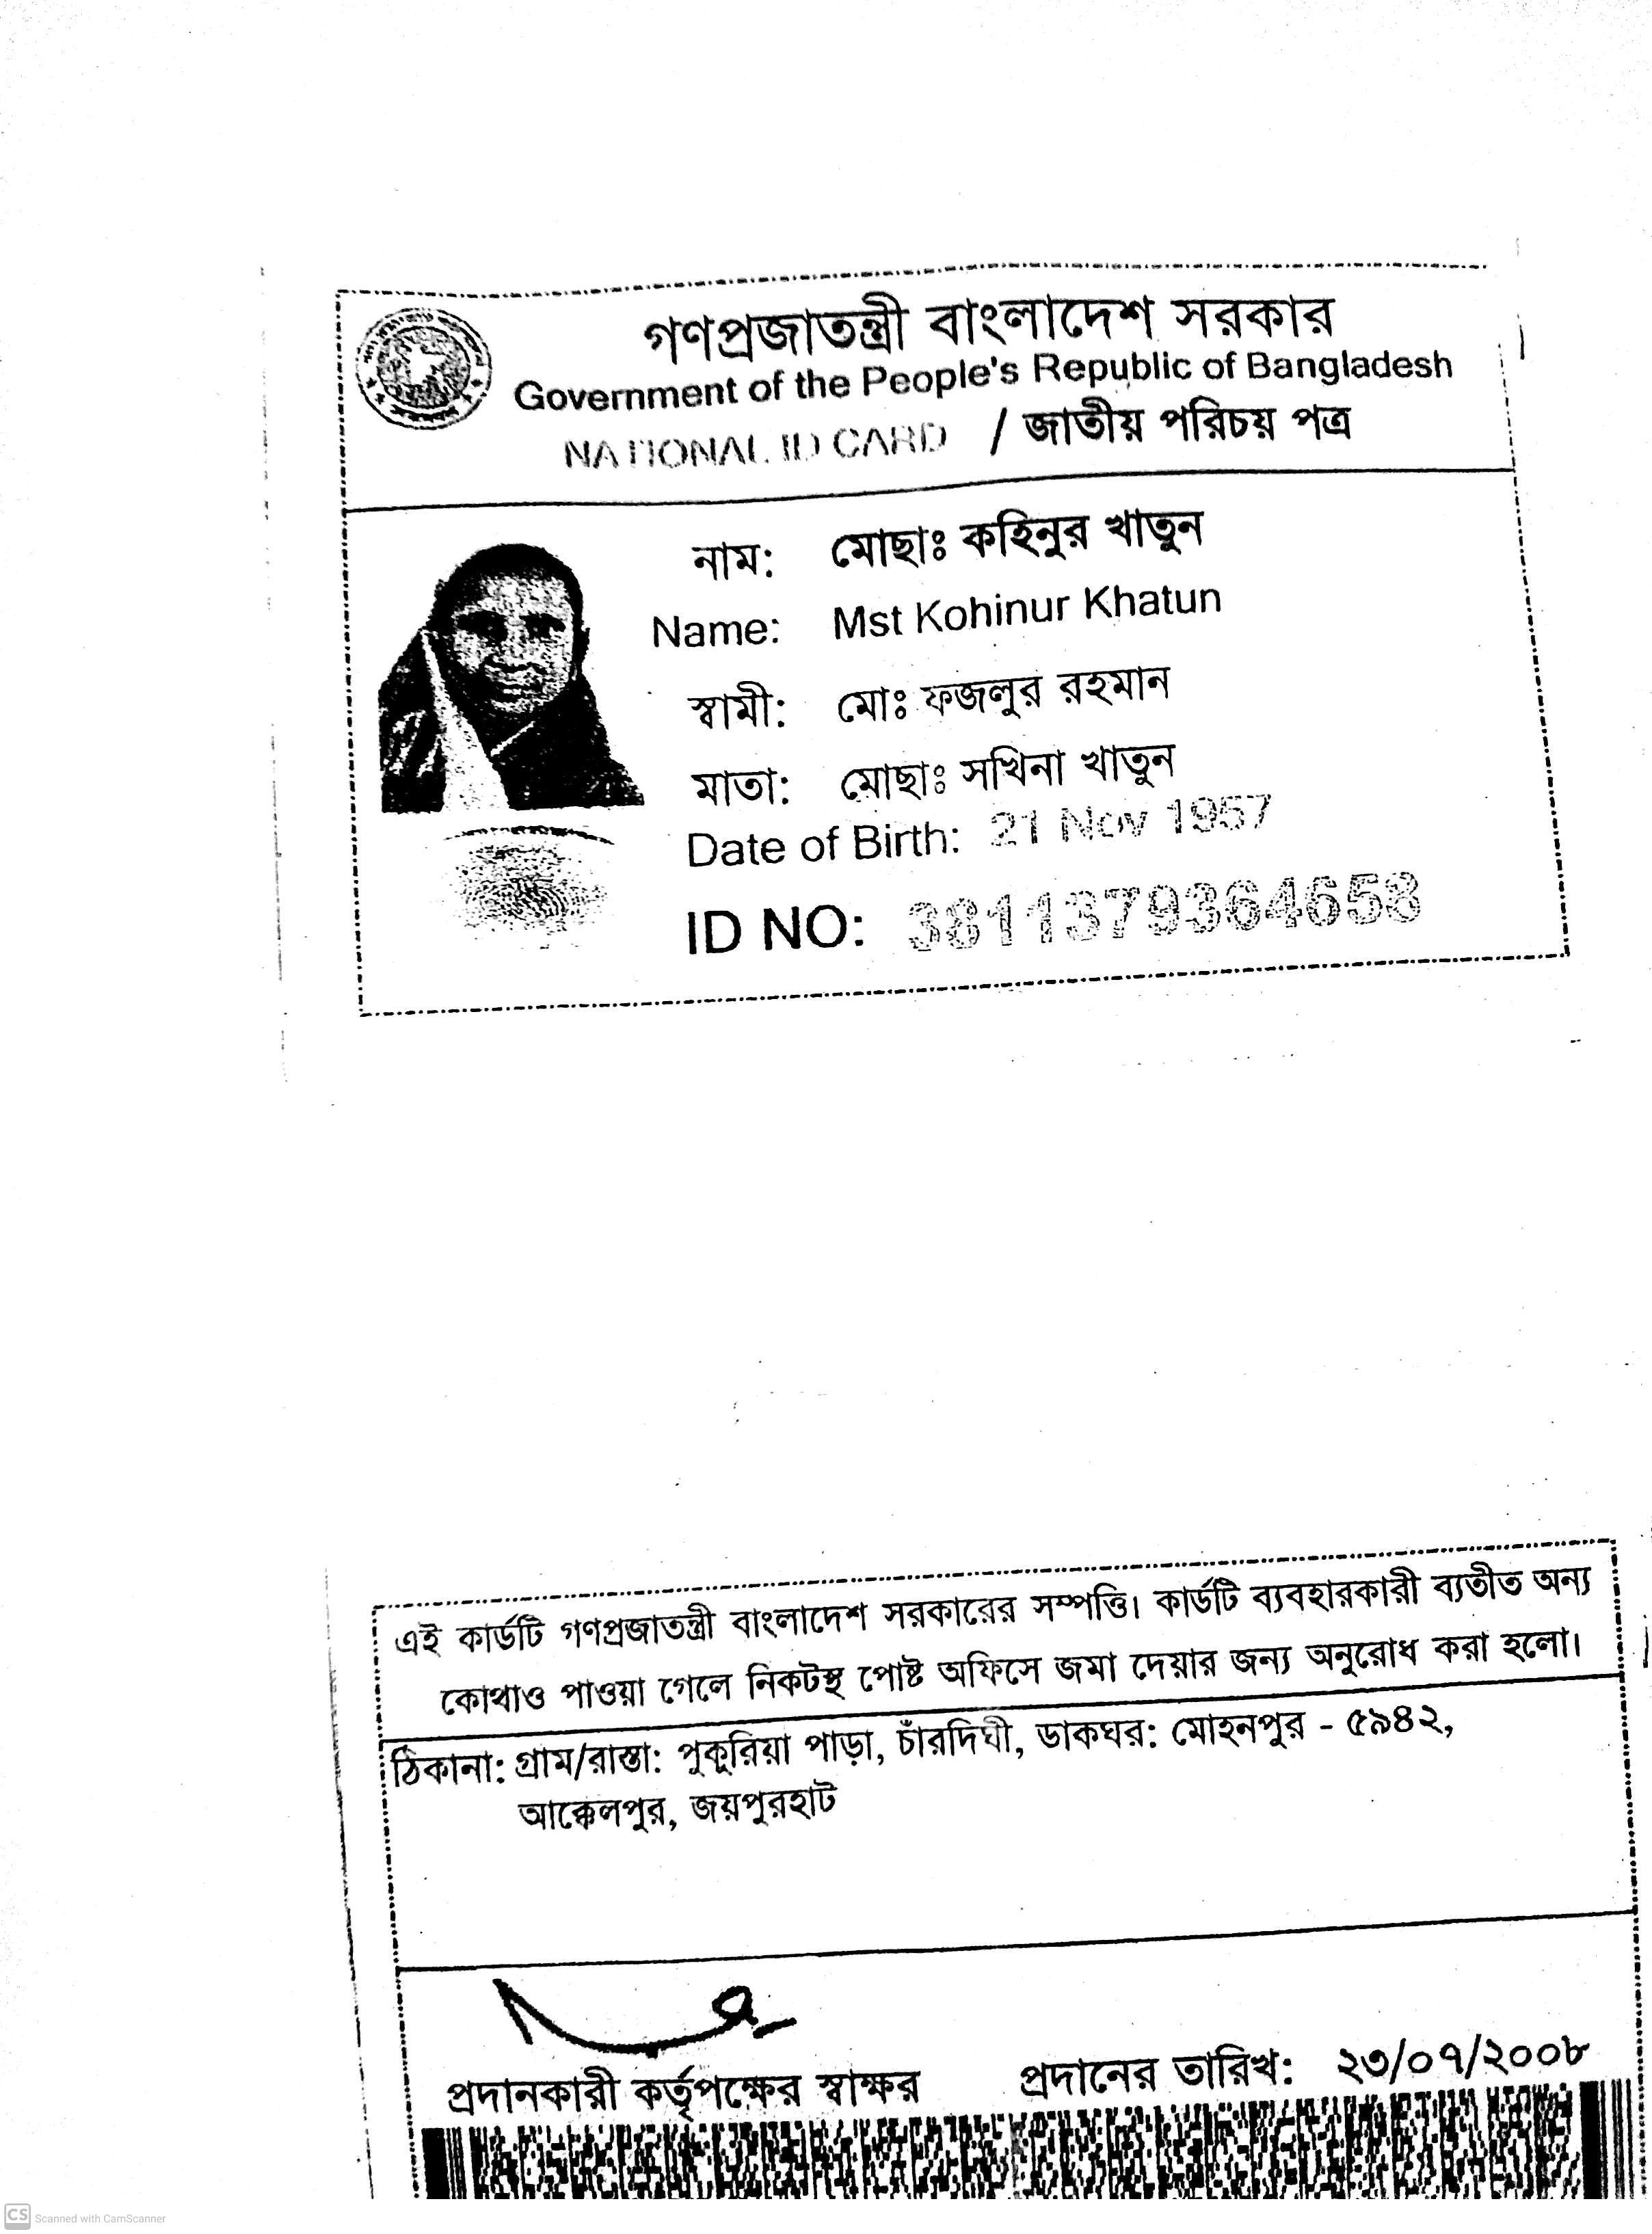 গণপ্রজাতন্ত্রী বাংলাদেশ সরকার
Government of the People's Republic of Bangladesh
NATIONAL ID CARD / জাতীয় পরিচয় পত্র
নাম: মোছাঃ কহিনুর খাতুন
Name: Mst Kohinur Khatun
স্বামী: মোঃ ফজলুর রহমান
মাতা: মোছাঃ সখিনা খাতুন
Date of Birth: 21 Nov 1957
ID NO: 3811379364658
এই কার্ডটি গণপ্রজাতন্ত্রী বাংলাদেশ সরকারের সম্পত্তি। কার্ডটি ব্যবহারকারী ব্যতীত অন্য
কোথাও পাওয়া গেলে নিকটস্থ পোষ্ট অফিসে জমা দেয়ার জন্য অনুরোধ করা হলো।
ঠিকানা: গ্রাম/রাস্তা: পুকুরিয়া পাড়া, চাঁরদিঘী, ডাকঘর: মোহনপুর - ৫৯৪২,
আক্কেলপুর, জয়পুরহাট
প্রদানকারী কর্তৃপক্ষের স্বাক্ষর প্রদানের তারিখ: ২৩/০৭/২০০৮
CS Scanned with CamScanner